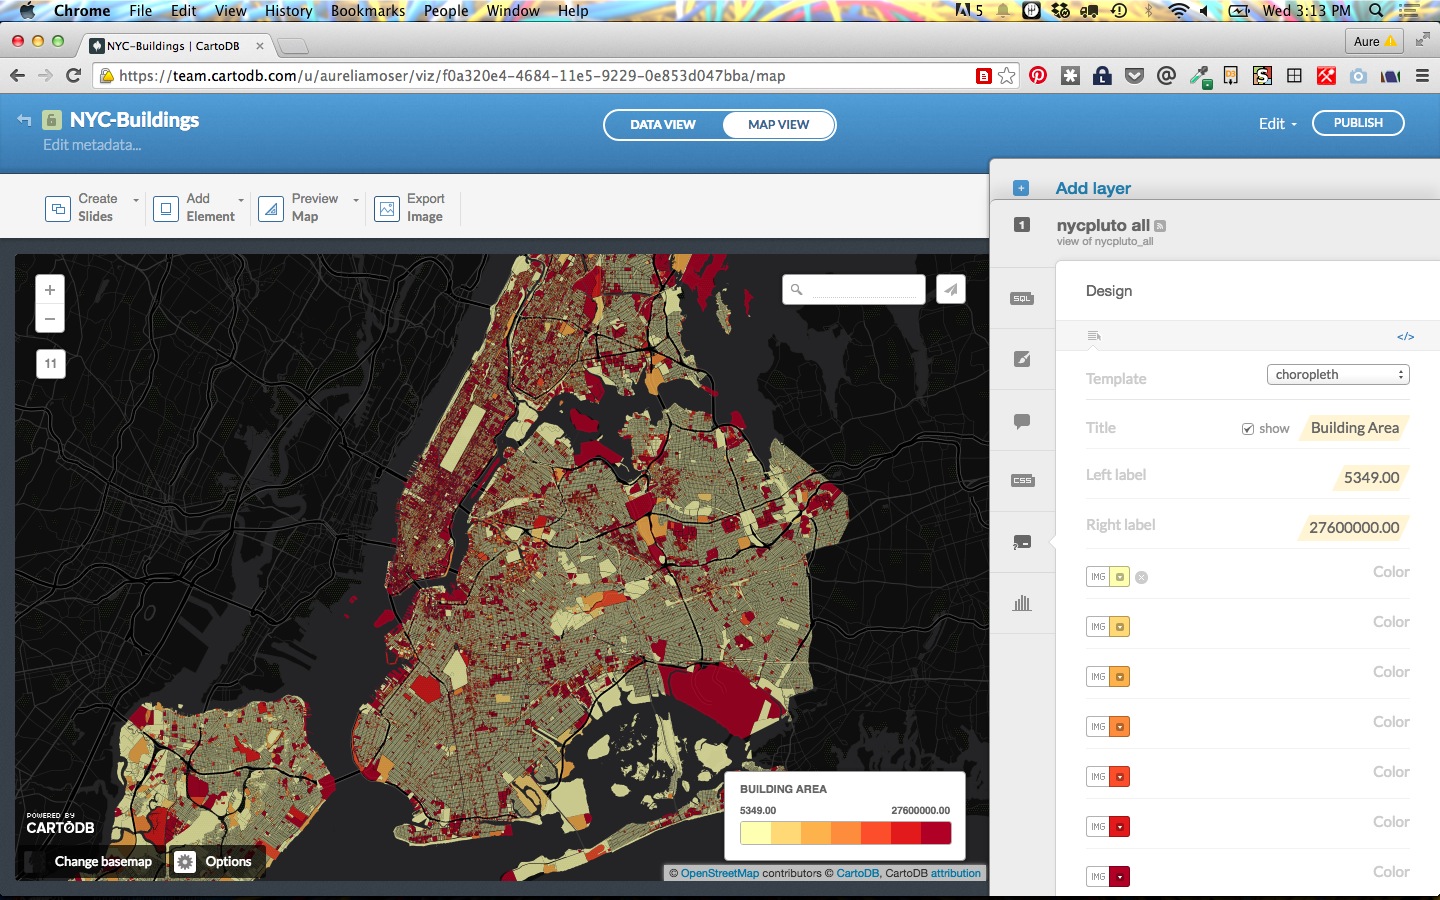 Chrome File Edit View History Bookmarks People Window Help 5 Wed 3:13 PM
NYC-Buildings | CartoDB
Aure
https://team.cartodb.com/u/aureliamoser/viz/f0a320e4-4684-11e5-9229-0e853d047bba/map
NYC-Buildings
Edit metadata...
DATA VIEW MAP VIEW
Edit PUBLISH
Create Slides
Add Element
Preview Map
Export Image
+
−
11
BUILDING AREA
5349.00 27600000.00
POWERED BY
CARTODB
Change basemap Options
© OpenStreetMap contributors © CartoDB, CartoDB attribution
+ Add layer
1 nycpluto all
view of nycpluto_all
SQL
CSS
Design
</>
Template choropleth
Title show Building Area
Left label 5349.00
Right label 27600000.00
IMG Color
IMG Color
IMG Color
IMG Color
IMG Color
IMG Color
IMG Color